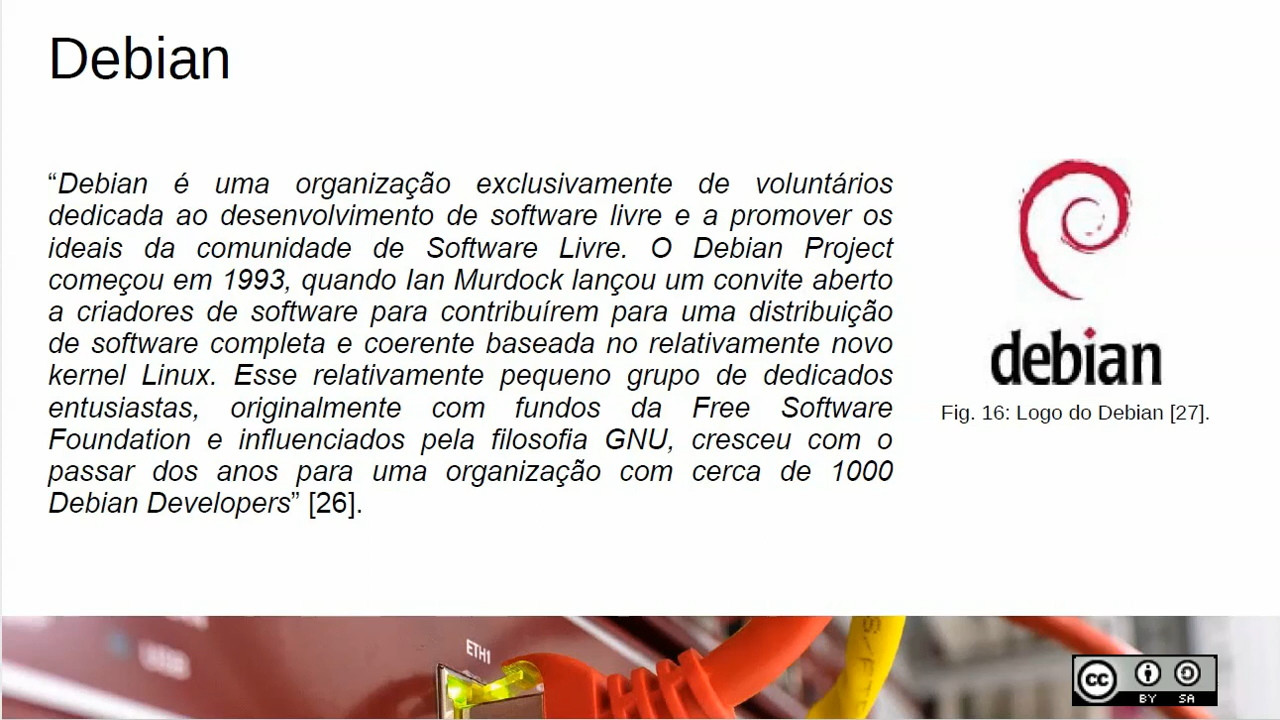 Debian
“Debian é uma organização exclusivamente de voluntários
dedicada ao desenvolvimento de software livre e a promover os
ideais da comunidade de Software Livre. O Debian Project
começou em 1993, quando Ian Murdock lançou um convite aberto
a criadores de software para contribuírem para uma distribuição
de software completa e coerente baseada no relativamente novo
kernel Linux. Esse relativamente pequeno grupo de dedicados
entusiastas, originalmente com fundos da Free Software
Foundation e influenciados pela filosofia GNU, cresceu com o
passar dos anos para uma organização com cerca de 1000
Debian Developers” [26].
debian
Fig. 16: Logo do Debian [27].
ETH1
cc
BY SA